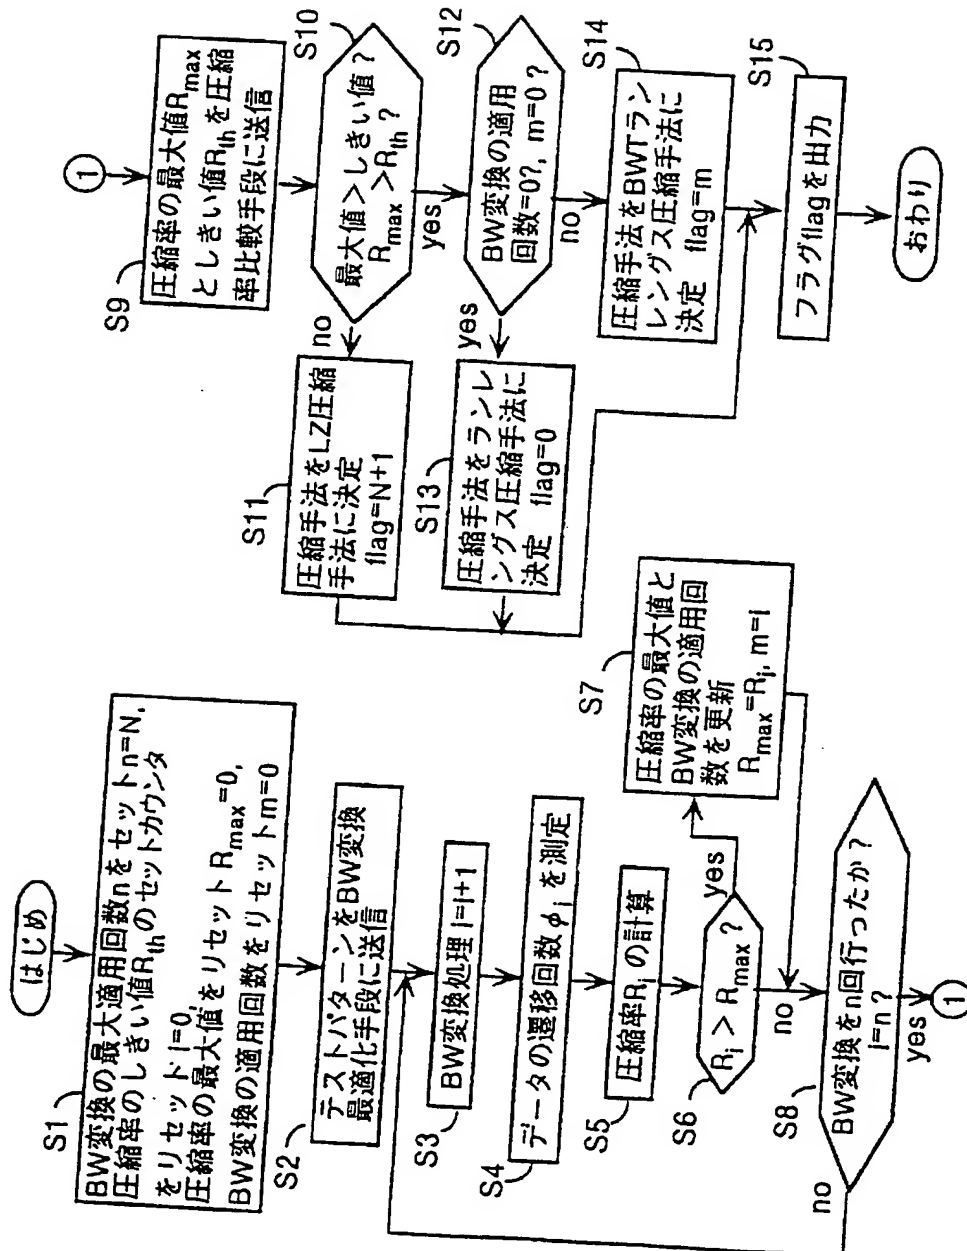 はじめ
S1
BW変換の最大適用回数nをセットn=N,
圧縮率のしきい値Rthのセットカウンタ
をリセットi=0,
圧縮率の最大値をリセットRmax=0,
BW変換の適用回数をリセットm=0
S2
テストパターンをBW変換
最適化手段に送信
S3
BW変換処理 i=i+1
S4
データの遷移回数φiを測定
S5
圧縮率Riの計算
S6
Ri > Rmax ?
yes
no
S7
圧縮率の最大値と
BW変換の適用回
数を更新
Rmax=Ri, m=i
S8
BW変換をn回行ったか?
i=n ?
no
yes
1
1
S9
圧縮率の最大値Rmax
としきい値Rthを圧縮
率比較手段に送信
S10
最大値>しきい値?
Rmax >Rth ?
no
yes
S11
圧縮手法をLZ圧縮
手法に決定
flag=N+1
S12
BW変換の適用
回数=0?, m=0 ?
yes
no
S13
圧縮手法をランレ
ングス圧縮手法に
決定 flag=0
S14
圧縮手法をBWTラン
レングス圧縮手法に
決定 flag=m
S15
フラグflagを出力
おわり